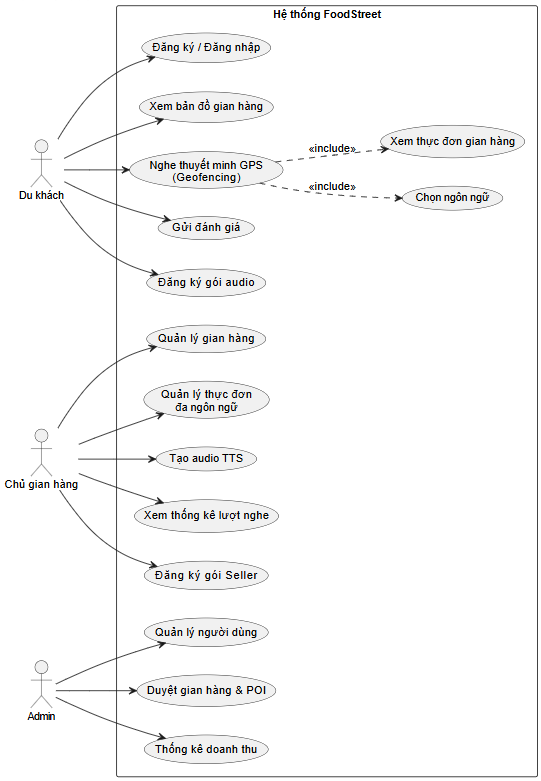 Hệ thống FoodStreet
Đăng ký / Đăng nhập
Xem bản đồ gian hàng
Nghe thuyết minh GPS
(Geofencing)
«include»
Xem thực đơn gian hàng
«include»
Chọn ngôn ngữ
Du khách
Gửi đánh giá
Đăng ký gói audio
Quản lý gian hàng
Quản lý thực đơn
đa ngôn ngữ
Tạo audio TTS
Chủ gian hàng
Xem thống kê lượt nghe
Đăng ký gói Seller
Quản lý người dùng
Duyệt gian hàng & POI
Admin
Thống kê doanh thu